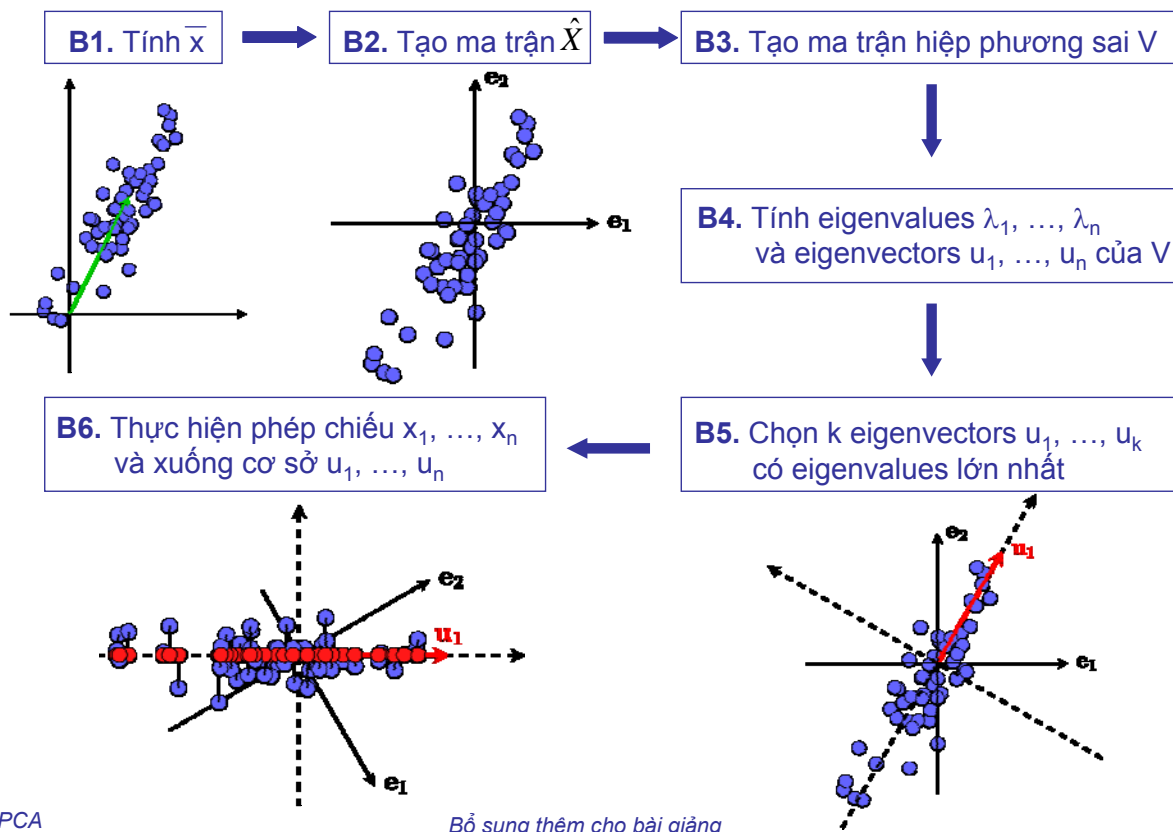 B1. Tính x̅
B2. Tạo ma trận X̂
B3. Tạo ma trận hiệp phương sai V
e₂
e₁
B4. Tính eigenvalues λ₁, …, λₙ
và eigenvectors u₁, …, uₙ của V
B6. Thực hiện phép chiếu x₁, …, xₙ
và xuống cơ sở u₁, …, uₙ
B5. Chọn k eigenvectors u₁, …, uₖ
có eigenvalues lớn nhất
e₂
u₁
e₁
e₂
u₁
e₁
PCA
Bổ sung thêm cho bài giảng